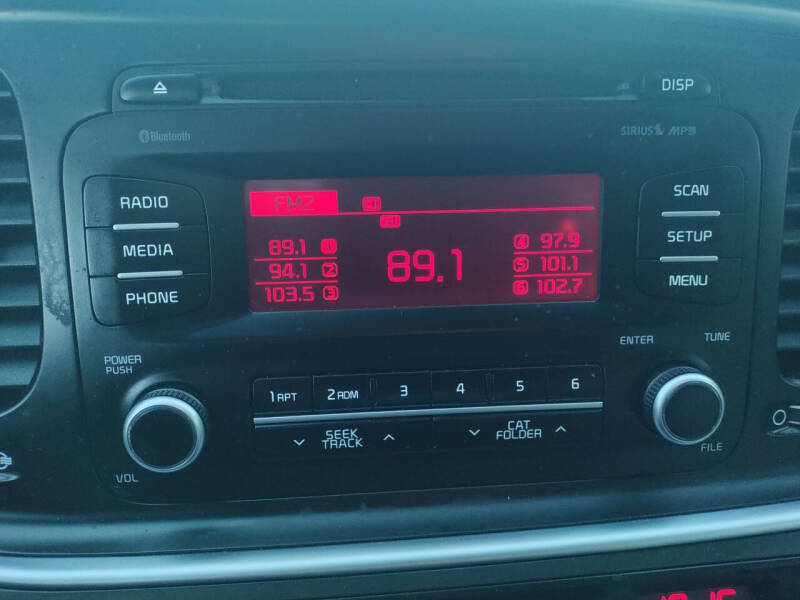 DISP
Bluetooth
SIRIUS MP3
RADIO
MEDIA
PHONE
FM2
89.1 1
94.1 2
103.5 3
89.1
4 97.9
5 101.1
6 102.7
SCAN
SETUP
MENU
POWER
PUSH
VOL
1 RPT 2 RDM 3 4 5 6
SEEK
TRACK
CAT
FOLDER
ENTER
TUNE
FILE